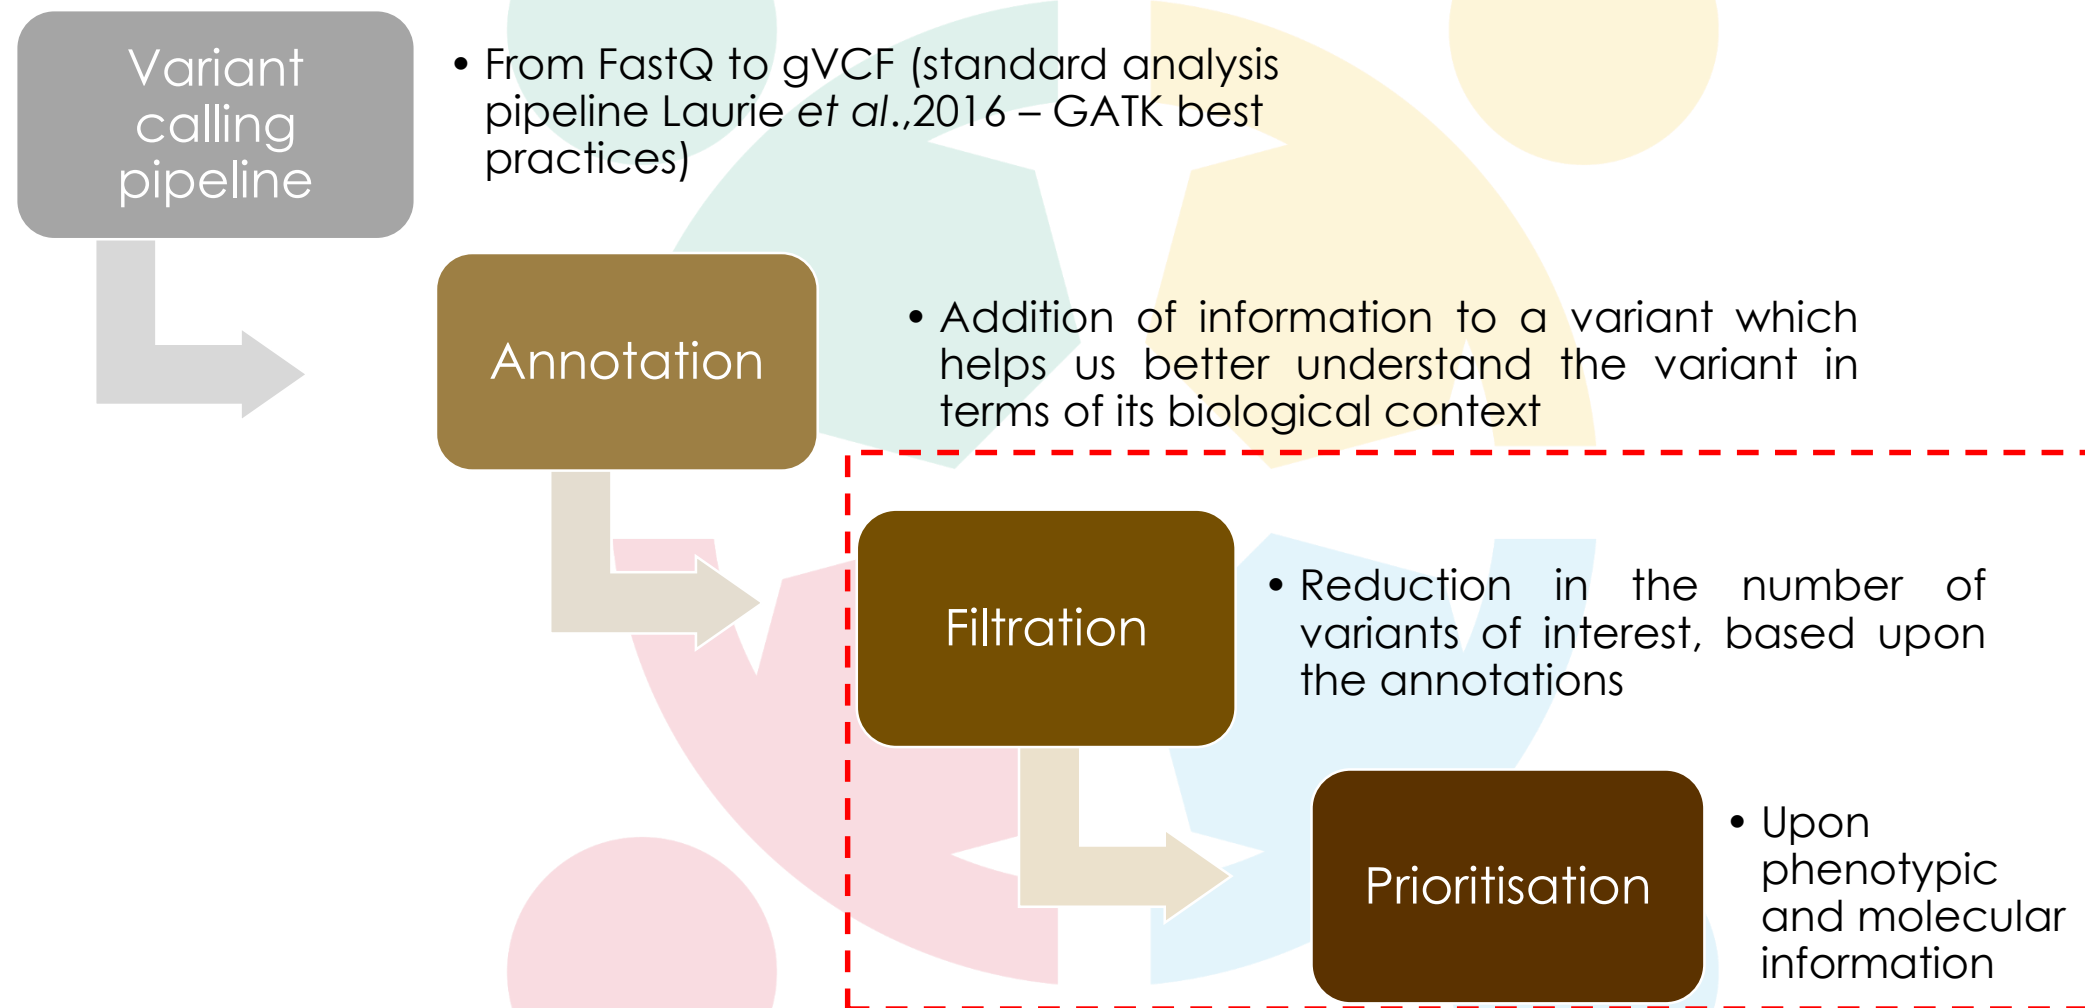 Variant
calling
pipeline
• From FastQ to gVCF (standard analysis
pipeline Laurie et al.,2016 – GATK best
practices)
Annotation
• Addition of information to a variant which
helps us better understand the variant in
terms of its biological context
Filtration
• Reduction in the number of
variants of interest, based upon
the annotations
Prioritisation
• Upon
phenotypic
and molecular
information